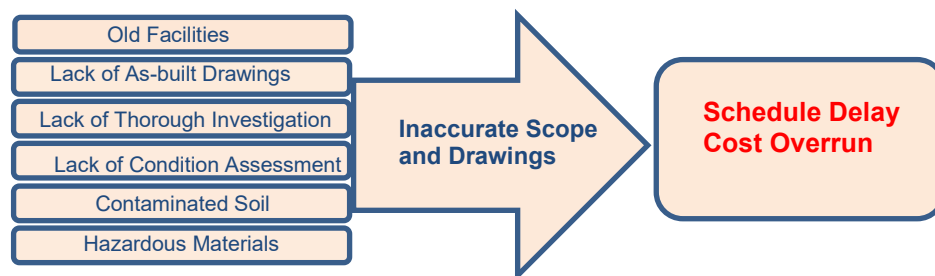 Old Facilities
Lack of As-built Drawings
Lack of Thorough Investigation
Lack of Condition Assessment
Contaminated Soil
Hazardous Materials
Inaccurate Scope
and Drawings
Schedule Delay
Cost Overrun